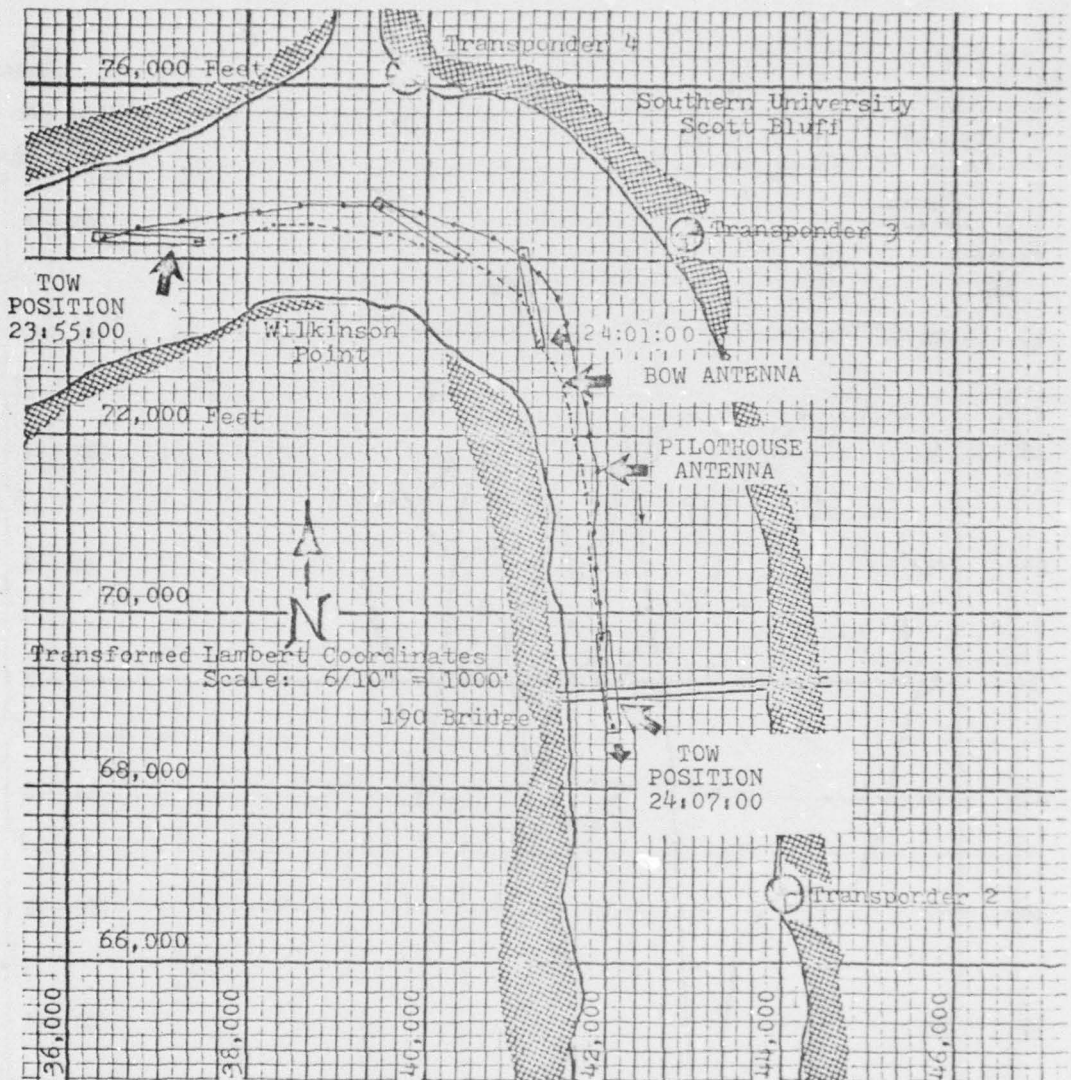 Transponder 4
76,000 Feet
Southern University
Scott Bluff
Transponder 3
TOW
POSITION
23:55:00
Wilkinson
Point
24:01:00
BOW ANTENNA
72,000 Feet
PILOTHOUSE
ANTENNA
70,000
N
Transformed Lambert Coordinates
Scale: 6/10" = 1000'
190 Bridge
TOW
POSITION
24:07:00
68,000
Transponder 2
66,000
36,000
38,000
40,000
42,000
44,000
46,000